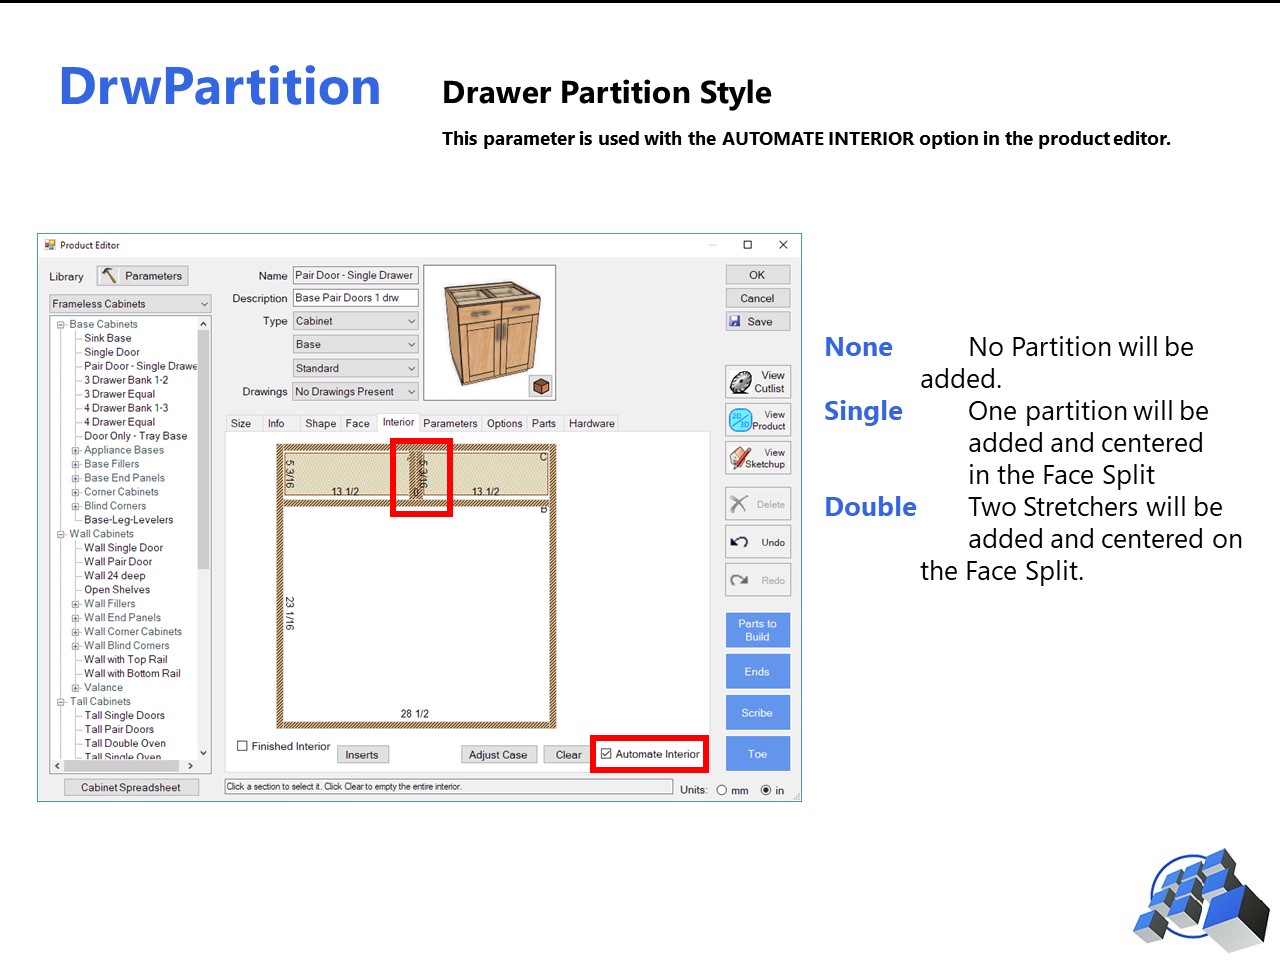 DrwPartition
Drawer Partition Style
This parameter is used with the AUTOMATE INTERIOR option in the product editor.
Product Editor
Library
Parameters
Frameless Cabinets
Base Cabinets
Sink Base
Single Door
Pair Door - Single Drawe
3 Drawer Bank 1-2
3 Drawer Equal
4 Drawer Bank 1-3
4 Drawer Equal
Door Only - Tray Base
Appliance Bases
Base Fillers
Base End Panels
Corner Cabinets
Blind Corners
Base-Leg-Levelers
Wall Cabinets
Wall Single Door
Wall Pair Door
Wall 24 deep
Open Shelves
Wall Fillers
Wall End Panels
Wall Corner Cabinets
Wall Blind Corners
Wall with Top Rail
Wall with Bottom Rail
Valance
Tall Cabinets
Tall Single Doors
Tall Pair Doors
Tall Double Oven
Tall Single Oven
Cabinet Spreadsheet
Name Pair Door - Single Drawer
Description Base Pair Doors 1 drw
Type Cabinet
Base
Standard
Drawings No Drawings Present
Size Info Shape Face Interior Parameters Options Parts Hardware
5 3/16
13 1/2
5 3/16
13 1/2
C
B
23 1/16
28 1/2
Finished Interior
Inserts
Adjust Case
Clear
Automate Interior
Click a section to select it. Click Clear to empty the entire interior.
Units: mm in
OK
Cancel
Save
View
Cutlist
2D
3D
View
Product
View
Sketchup
Delete
Undo
Redo
Parts to
Build
Ends
Scribe
Toe
None No Partition will be
added.
Single One partition will be
added and centered
in the Face Split
Double Two Stretchers will be
added and centered on
the Face Split.